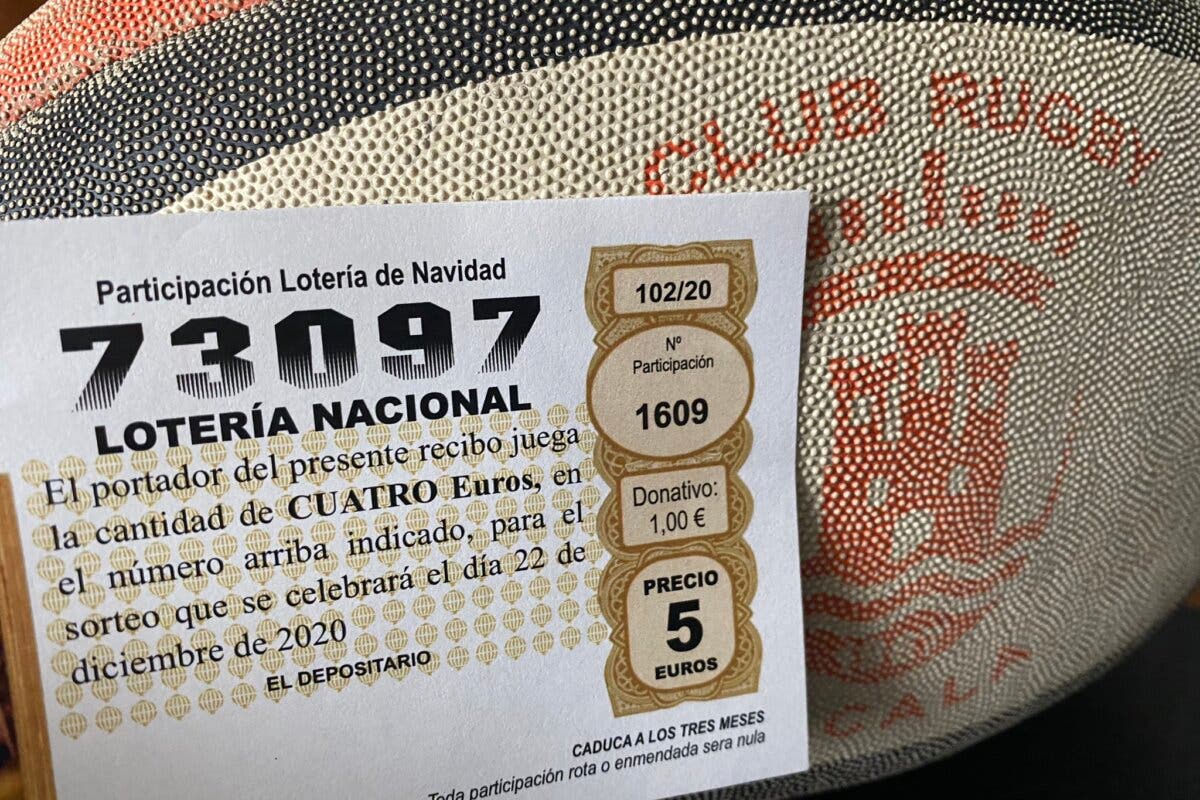 CLUB RUGBY
Participación Lotería de Navidad
73097
LOTERÍA NACIONAL
El portador del presente recibo juega
la cantidad de CUATRO Euros, en
el número arriba indicado, para el
sorteo que se celebrará el día 22 de
diciembre de 2020
EL DEPOSITARIO
102/20
Nº
Participación
1609
Donativo:
1,00 €
PRECIO
5
EUROS
CADUCA A LOS TRES MESES
Toda participación rota o enmendada sera nula